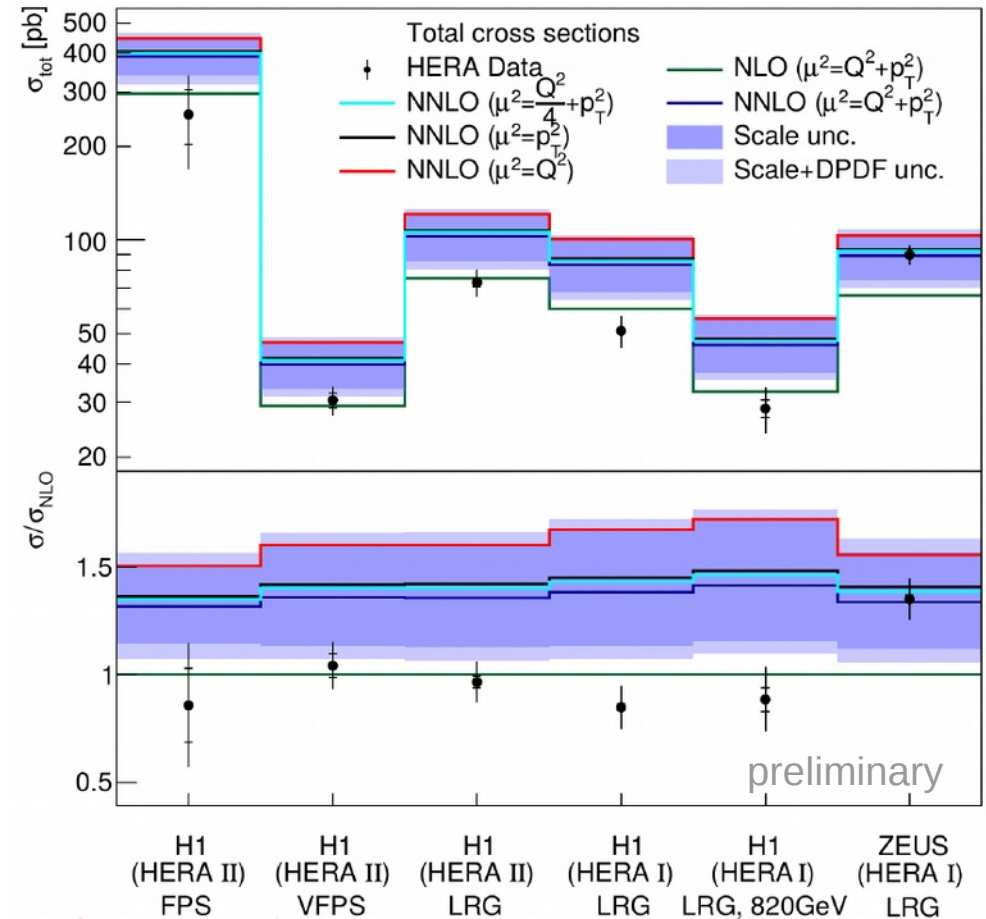 σtot [pb]
500
400
300
200
100
50
40
30
20
Total cross sections
HERA Data
NNLO (μ²=Q²/4+p²T)
NNLO (μ²=p²T)
NNLO (μ²=Q²)
NLO (μ²=Q²+p²T)
NNLO (μ²=Q²+p²T)
Scale unc.
Scale+DPDF unc.
σ/σNLO
1.5
1
0.5
preliminary
H1
(HERA II)
FPS
H1
(HERA II)
VFPS
H1
(HERA II)
LRG
H1
(HERA I)
LRG
H1
(HERA I)
LRG, 820GeV
ZEUS
(HERA I)
LRG